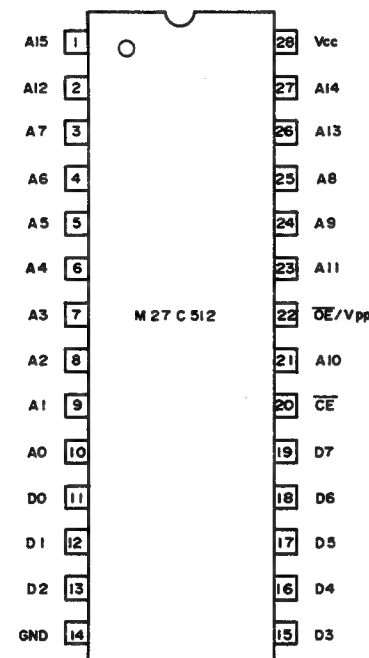 A15 1 28 Vcc
A12 2 27 A14
A7 3 26 A13
A6 4 25 A8
A5 5 24 A9
A4 6 23 A11
A3 7 M27C512 22 O̅E̅/Vpp
A2 8 21 A10
A1 9 20 C̅E̅
A0 10 19 D7
D0 11 18 D6
D1 12 17 D5
D2 13 16 D4
GND 14 15 D3